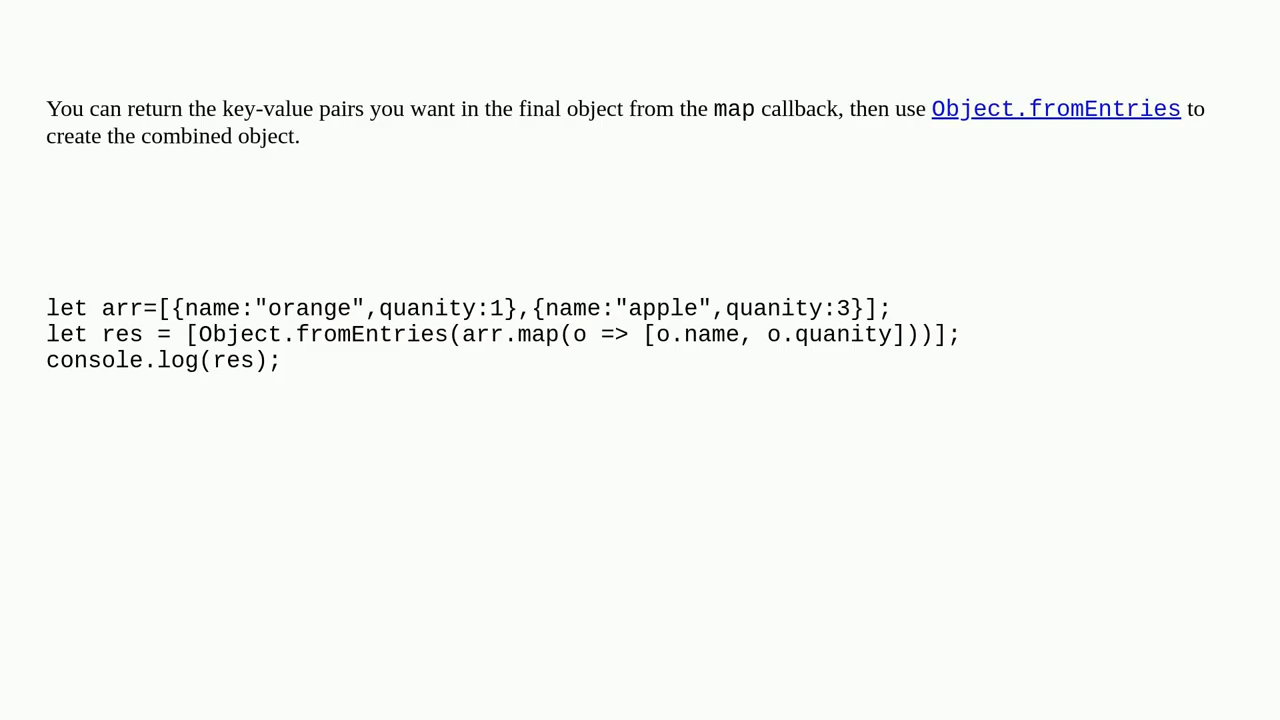 You can return the key-value pairs you want in the final object from the map callback, then use Object.fromEntries to
create the combined object.
let arr=[{name:"orange",quanity:1},{name:"apple",quanity:3}];
let res = [Object.fromEntries(arr.map(o => [o.name, o.quanity]))];
console.log(res);